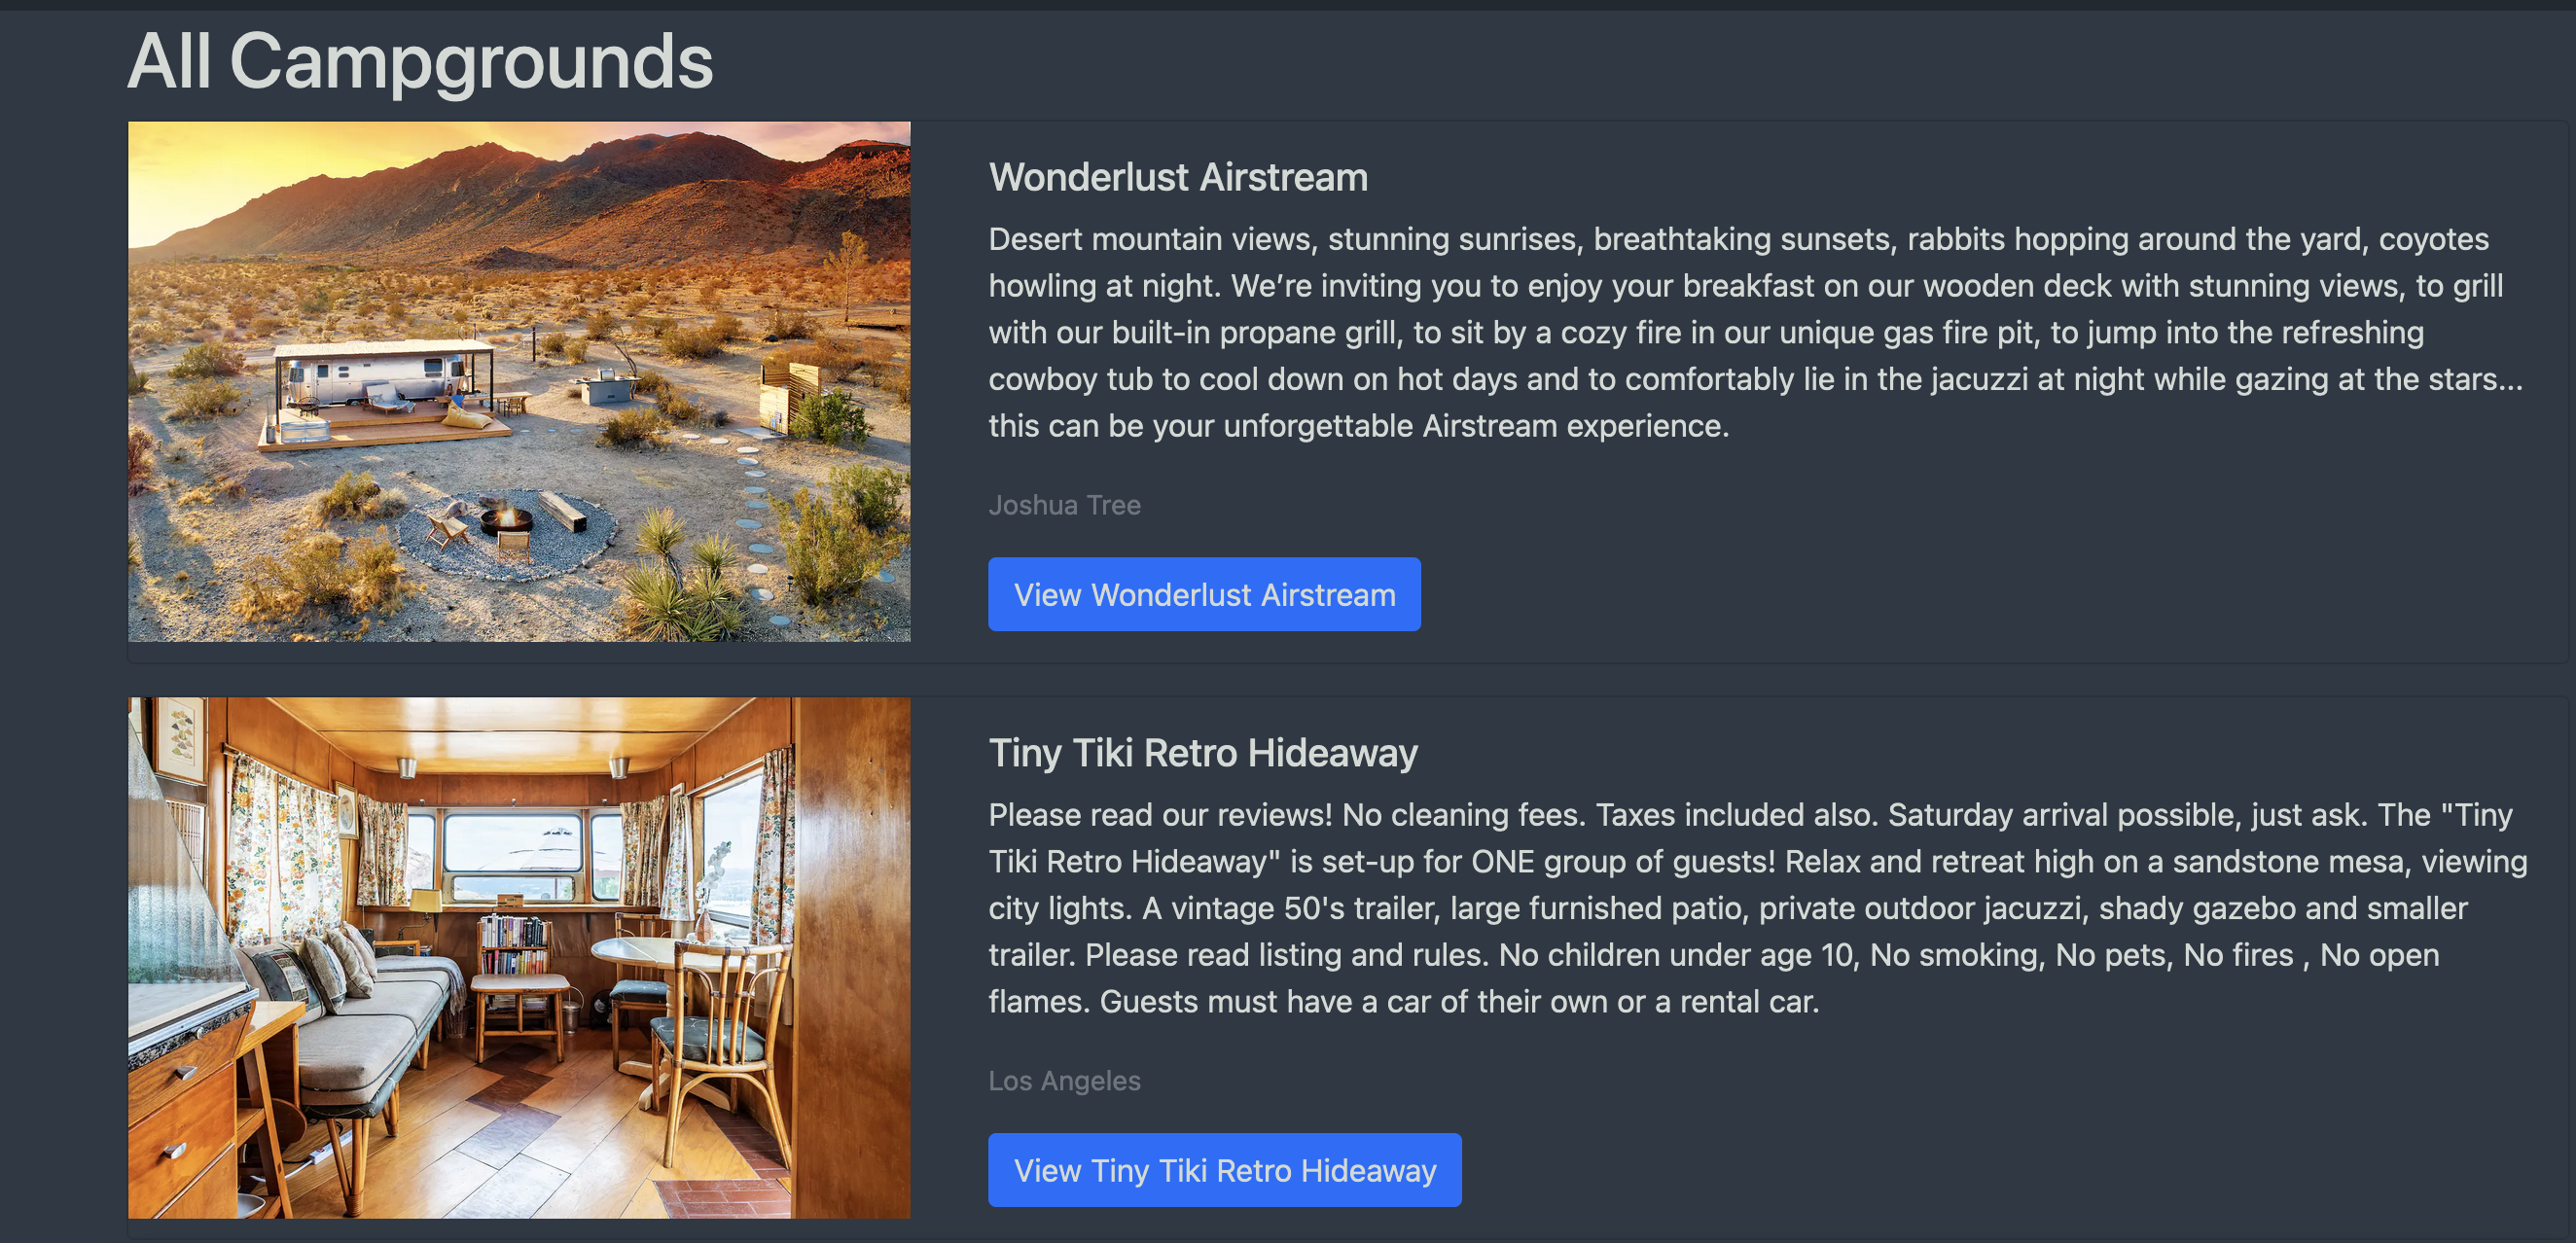 All Campgrounds
Wonderlust Airstream
Desert mountain views, stunning sunrises, breathtaking sunsets, rabbits hopping around the yard, coyotes
howling at night. We’re inviting you to enjoy your breakfast on our wooden deck with stunning views, to grill
with our built-in propane grill, to sit by a cozy fire in our unique gas fire pit, to jump into the refreshing
cowboy tub to cool down on hot days and to comfortably lie in the jacuzzi at night while gazing at the stars...
this can be your unforgettable Airstream experience.
Joshua Tree
View Wonderlust Airstream
Tiny Tiki Retro Hideaway
Please read our reviews! No cleaning fees. Taxes included also. Saturday arrival possible, just ask. The "Tiny
Tiki Retro Hideaway" is set-up for ONE group of guests! Relax and retreat high on a sandstone mesa, viewing
city lights. A vintage 50's trailer, large furnished patio, private outdoor jacuzzi, shady gazebo and smaller
trailer. Please read listing and rules. No children under age 10, No smoking, No pets, No fires , No open
flames. Guests must have a car of their own or a rental car.
Los Angeles
View Tiny Tiki Retro Hideaway